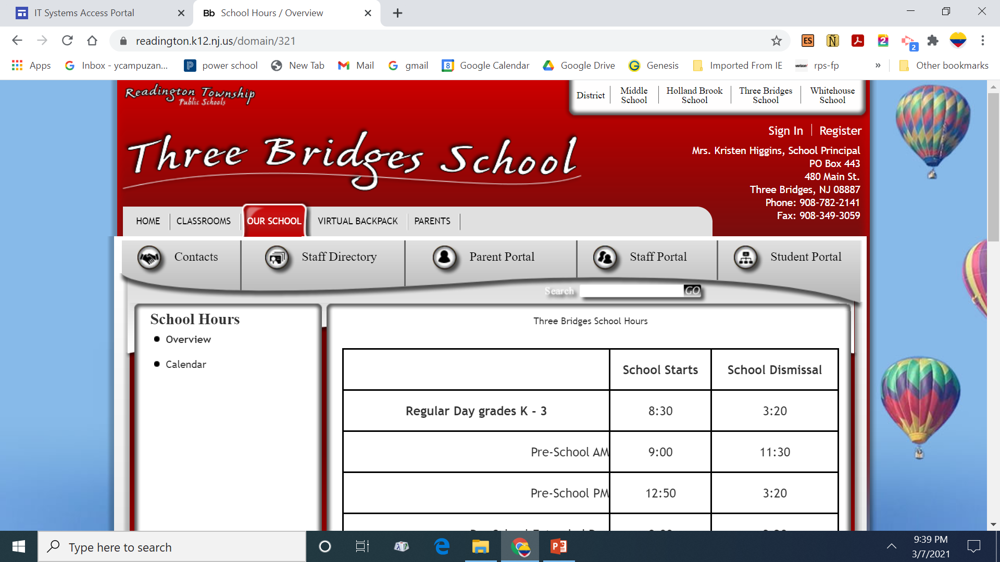 IT Systems Access Portal
Bb School Hours / Overview
readington.k12.nj.us/domain/321
ES Ñ 2 2
Apps Inbox - ycampuzan... power school New Tab Mail gmail 8 Google Calendar Google Drive Genesis Imported From IE verizon rps-fp » Other bookmarks
Readington Township
Public Schools
District
Middle School
Holland Brook School
Three Bridges School
Whitehouse School
Three Bridges School
Sign In Register
Mrs. Kristen Higgins, School Principal
PO Box 443
480 Main St.
Three Bridges, NJ 08887
Phone: 908-782-2141
Fax: 908-349-3059
HOME CLASSROOMS OUR SCHOOL VIRTUAL BACKPACK PARENTS
Contacts Staff Directory Parent Portal Staff Portal Student Portal
Search GO
School Hours
Overview
Calendar
Three Bridges School Hours
School Starts School Dismissal
Regular Day grades K - 3 8:30 3:20
Pre-School AM 9:00 11:30
Pre-School PM 12:50 3:20
Type here to search
9:39 PM
3/7/2021